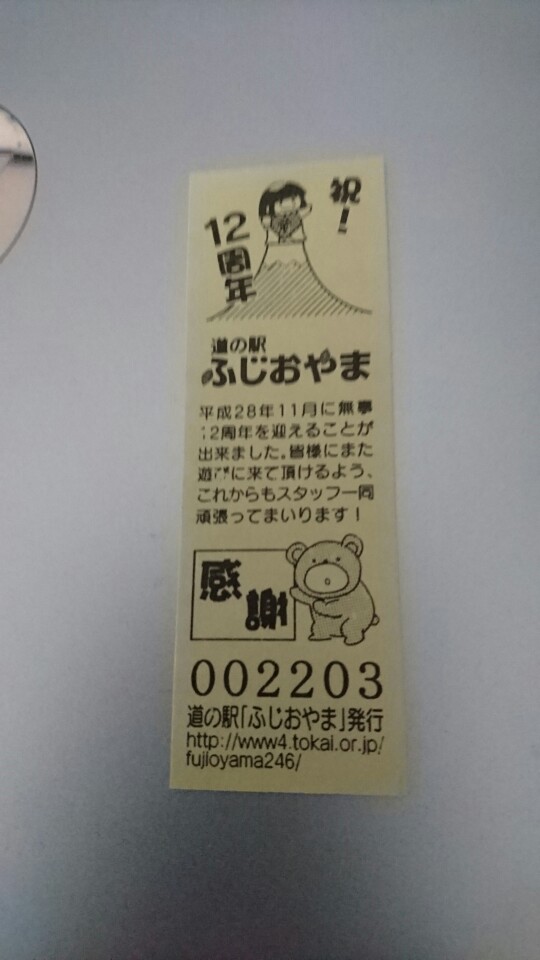 祝!
12周年
道の駅
ふじおやま
平成28年11月に無事
12周年を迎えることが
出来ました。皆様にまた
遊びに来て頂けるよう、
これからもスタッフ一同
頑張ってまいります!
感謝
002203
道の駅「ふじおやま」発行
http://www4.tokai.or.jp/
fujioyama246/